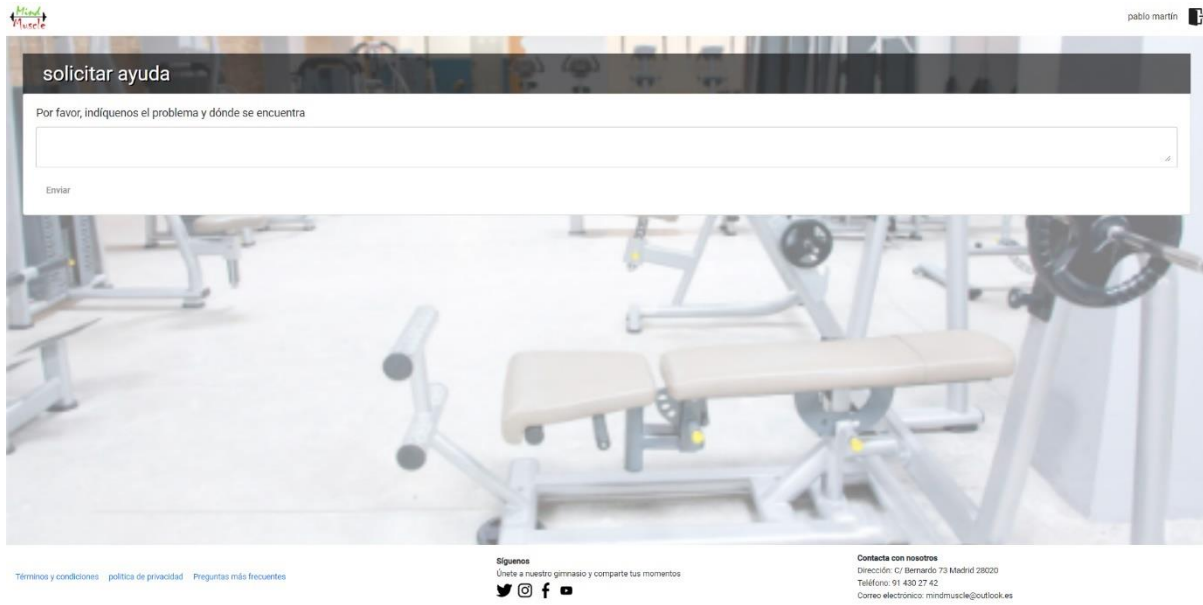 Mind
Muscle
pablo martín
solicitar ayuda
Por favor, indíquenos el problema y dónde se encuentra
Enviar
Términos y condiciones política de privacidad Preguntas más frecuentes
Síguenos
Únete a nuestro gimnasio y comparte tus momentos
Contacta con nosotros
Dirección: C/ Bernardo 73 Madrid 28020
Teléfono: 91 430 27 42
Correo electrónico: mindmuscle@outlook.es